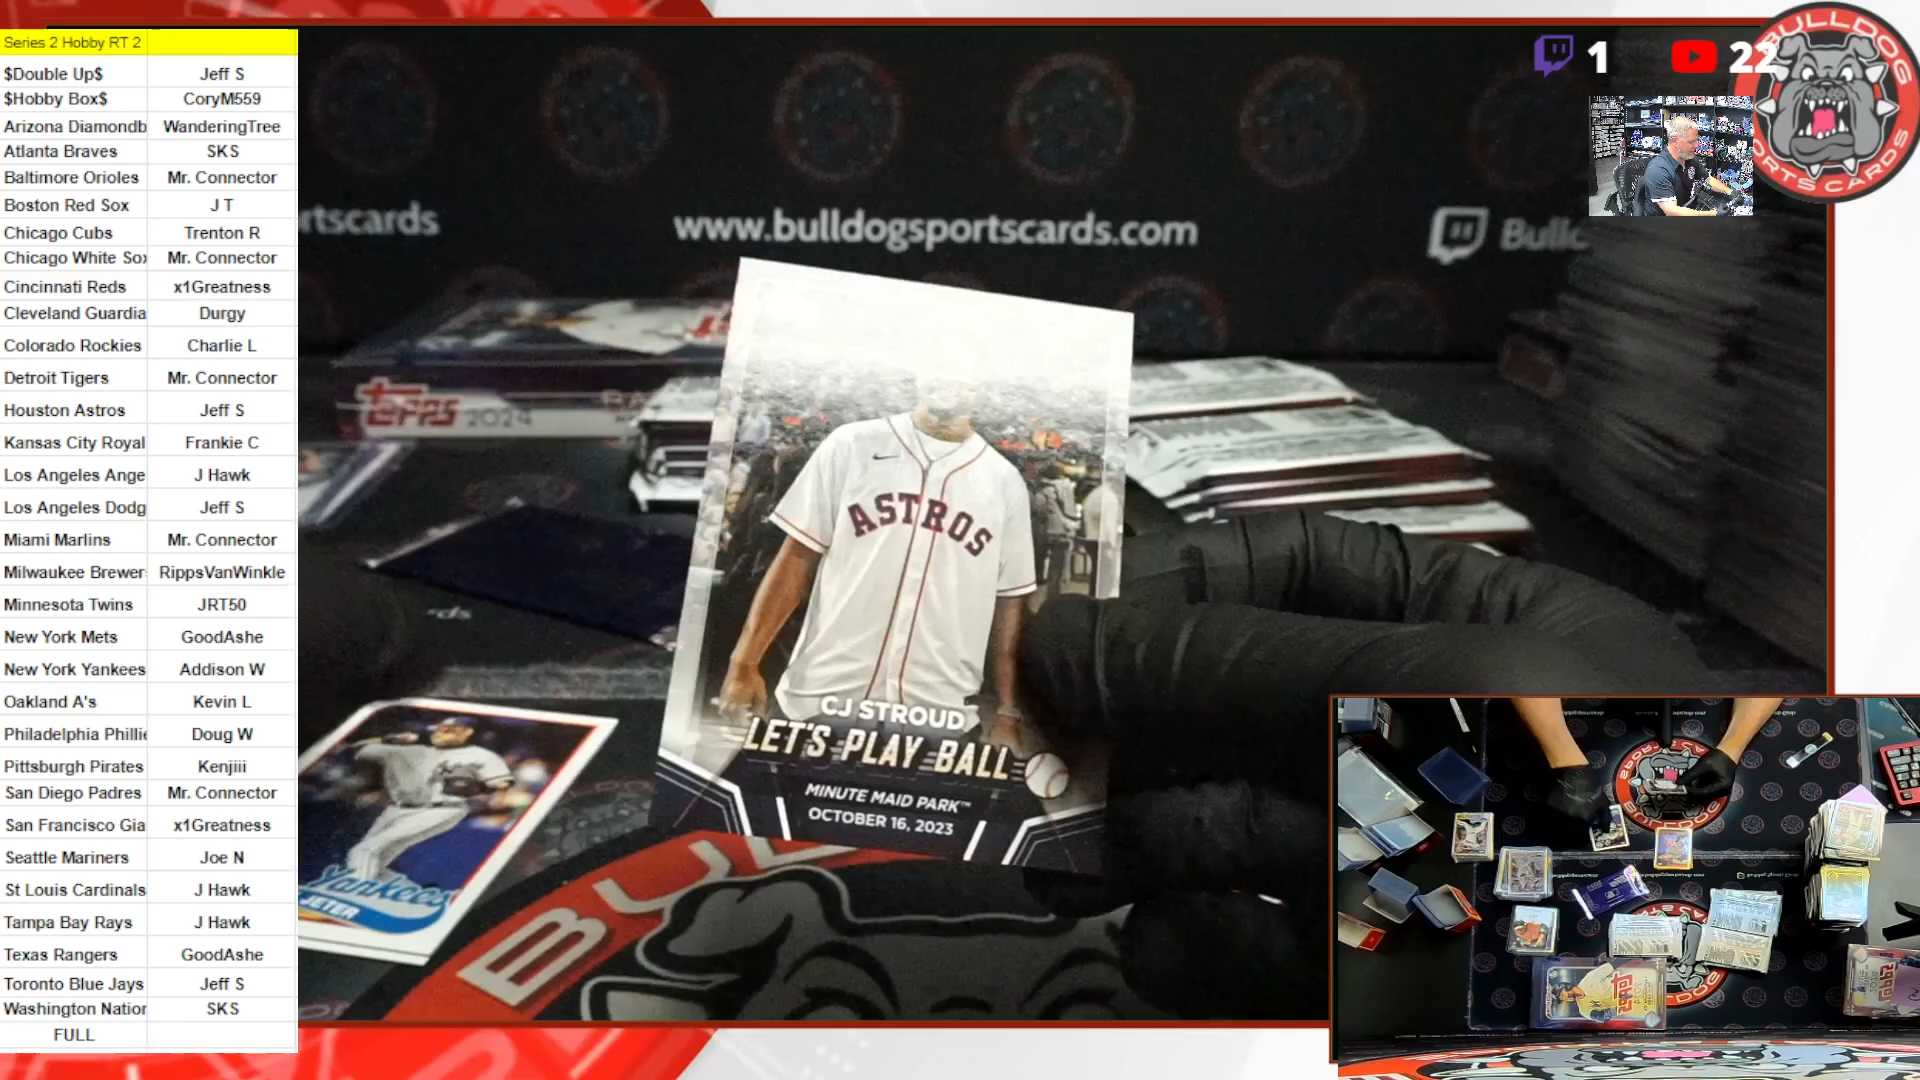 Series 2 Hobby RT 2
$Double Up$ Jeff S
$Hobby Box$ CoryM559
Arizona Diamondb WanderingTree
Atlanta Braves SKS
Baltimore Orioles Mr. Connector
Boston Red Sox J T
Chicago Cubs Trenton R
Chicago White Sox Mr. Connector
Cincinnati Reds x1Greatness
Cleveland Guardia Durgy
Colorado Rockies Charlie L
Detroit Tigers Mr. Connector
Houston Astros Jeff S
Kansas City Royal Frankie C
Los Angeles Ange J Hawk
Los Angeles Dodg Jeff S
Miami Marlins Mr. Connector
Milwaukee Brewer RippsVanWinkle
Minnesota Twins JRT50
New York Mets GoodAshe
New York Yankees Addison W
Oakland A's Kevin L
Philadelphia Phillie Doug W
Pittsburgh Pirates Kenjiii
San Diego Padres Mr. Connector
San Francisco Gia x1Greatness
Seattle Mariners Joe N
St Louis Cardinals J Hawk
Tampa Bay Rays J Hawk
Texas Rangers GoodAshe
Toronto Blue Jays Jeff S
Washington Nation SKS
FULL
1 22
BULLDOG
SPORTS CARDS
rtscards
www.bulldogsportscards.com
Bulld
Topps 2024
ASTROS
CJ STROUD
LET'S PLAY BALL
MINUTE MAID PARK™
OCTOBER 16, 2023
Yankees
JETER
BUL